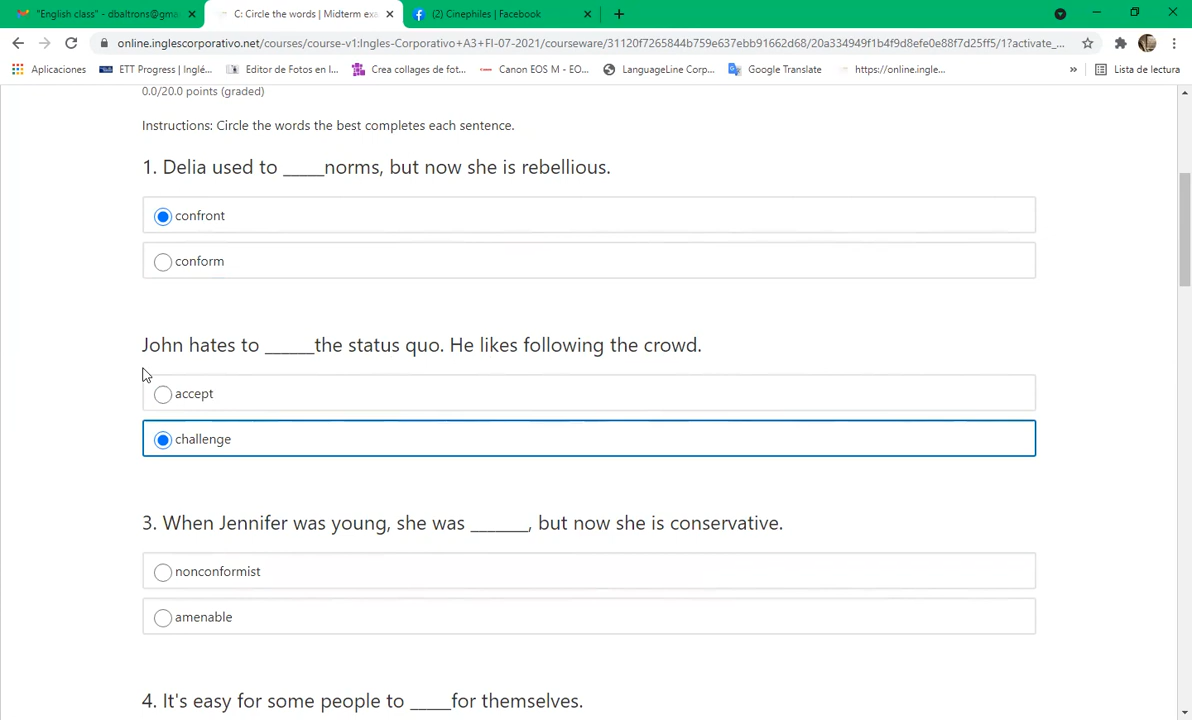 "English class" - dbaltrons@gma
C: Circle the words | Midterm exa
(2) Cinephiles | Facebook
online.inglescorporativo.net/courses/course-v1:Ingles-Corporativo+A3+FI-07-2021/courseware/31120f7265844b759e637ebb91662d68/20a334949f1b4f9d8efe0e88f7d25ff5/1?activate_...
Aplicaciones
ETT Progress | Inglé...
Editor de Fotos en l...
Crea collages de fot...
Canon EOS M - EO...
LanguageLine Corp...
Google Translate
https://online.ingle...
»
Lista de lectura
0.0/20.0 points (graded)
Instructions: Circle the words the best completes each sentence.
1. Delia used to _____norms, but now she is rebellious.
confront
conform
John hates to ______the status quo. He likes following the crowd.
accept
challenge
3. When Jennifer was young, she was _______, but now she is conservative.
nonconformist
amenable
4. It's easy for some people to _____for themselves.